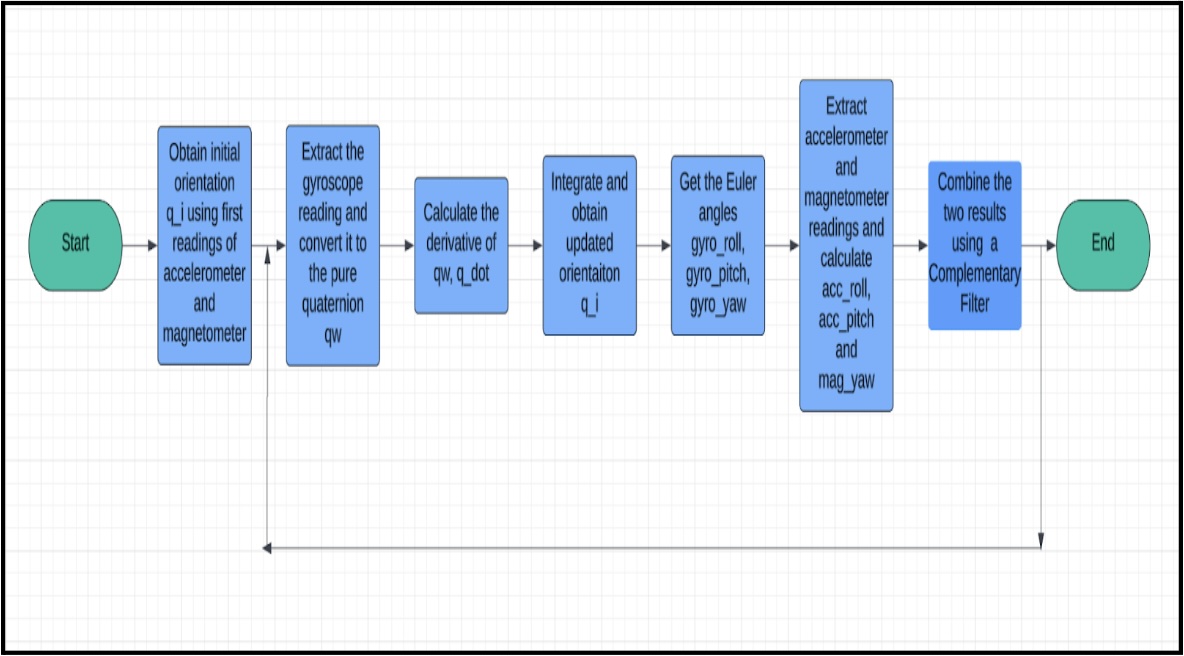 Start
Obtain initial
orientation
q_i using first
readings of
accelerometer
and
magnetometer
Extract the
gyroscope
reading and
convert it to
the pure
quaternion
qw
Calculate the
derivative of
qw, q_dot
Integrate and
obtain
updated
orientaiton
q_i
Get the Euler
angles
gyro_roll,
gyro_pitch,
gyro_yaw
Extract
accelerometer
and
magnetometer
readings and
calculate
acc_roll,
acc_pitch
and
mag_yaw
Combine the
two results
using a
Complementary
Filter
End